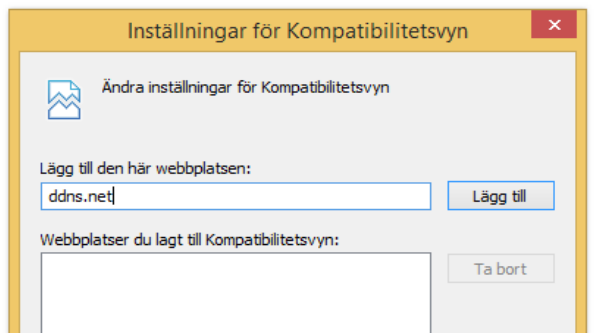 Inställningar för Kompatibilitetsvyn
Ändra inställningar för Kompatibilitetsvyn
Lägg till den här webbplatsen:
ddns.net
Lägg till
Webbplatser du lagt till Kompatibilitetsvyn:
Ta bort